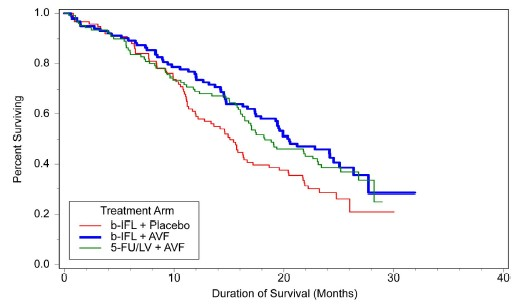 1.0
0.8
0.6
0.4
0.2
0.0
Percent Surviving
Treatment Arm
b-IFL + Placebo
b-IFL + AVF
5-FU/LV + AVF
0 10 20 30 40
Duration of Survival (Months)